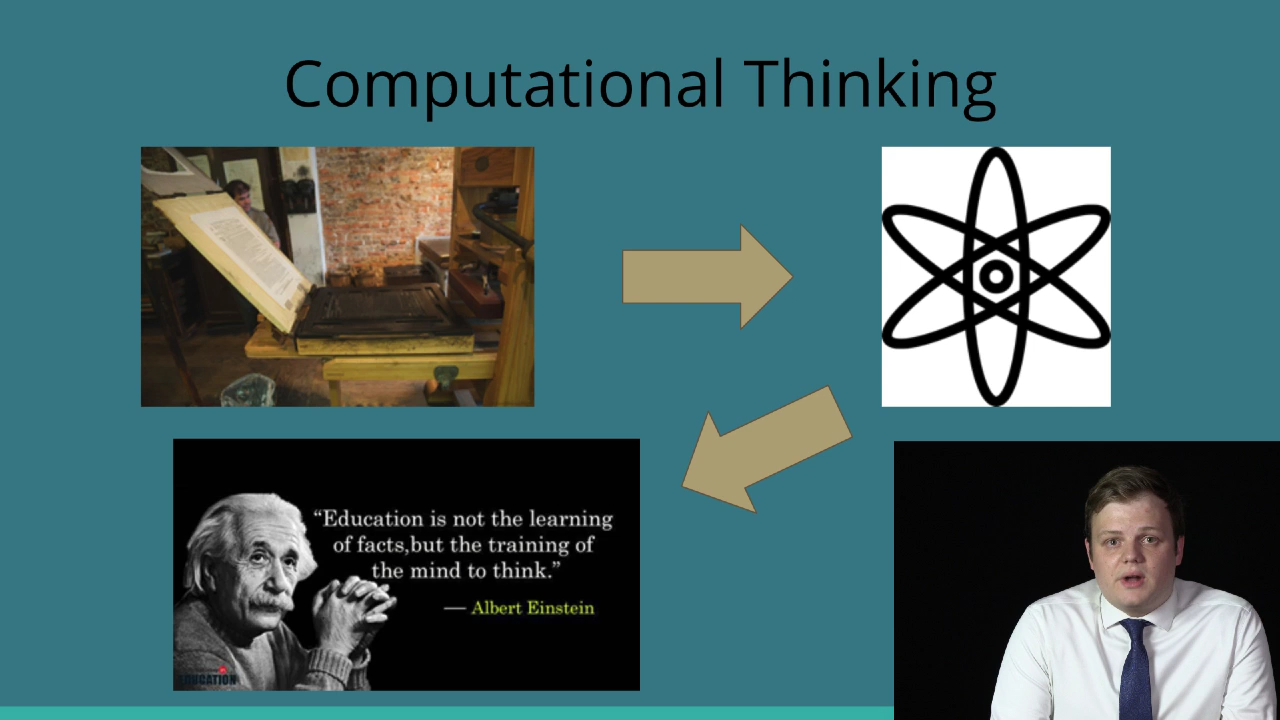 Computational Thinking
“Education is not the learning
of facts,but the training of
the mind to think.”
— Albert Einstein
EDUCATION